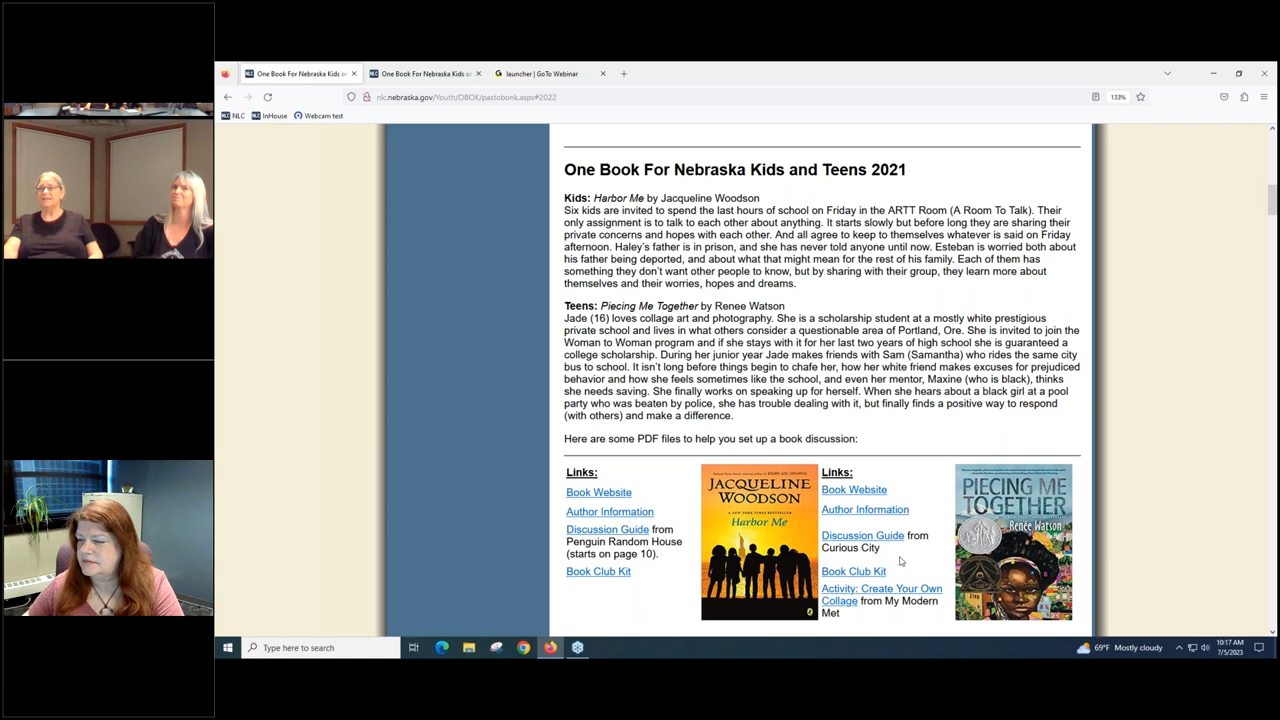 One Book For Nebraska Kids o
One Book For Nebraska Kids or
launcher | GoTo Webinar
nlc.nebraska.gov/Youth/OBOK/pastobonk.aspx#2022
133%
NLC
InHouse
Webcam test
One Book For Nebraska Kids and Teens 2021
Kids: Harbor Me by Jacqueline Woodson
Six kids are invited to spend the last hours of school on Friday in the ARTT Room (A Room To Talk). Their
only assignment is to talk to each other about anything. It starts slowly but before long they are sharing their
private concerns and hopes with each other. And all agree to keep to themselves whatever is said on Friday
afternoon. Haley's father is in prison, and she has never told anyone until now. Esteban is worried both about
his father being deported, and about what that might mean for the rest of his family. Each of them has
something they don't want other people to know, but by sharing with their group, they learn more about
themselves and their worries, hopes and dreams.
Teens: Piecing Me Together by Renee Watson
Jade (16) loves collage art and photography. She is a scholarship student at a mostly white prestigious
private school and lives in what others consider a questionable area of Portland, Ore. She is invited to join the
Woman to Woman program and if she stays with it for her last two years of high school she is guaranteed a
college scholarship. During her junior year Jade makes friends with Sam (Samantha) who rides the same city
bus to school. It isn't long before things begin to chafe her, how her white friend makes excuses for prejudiced
behavior and how she feels sometimes like the school, and even her mentor, Maxine (who is black), thinks
she needs saving. She finally works on speaking up for herself. When she hears about a black girl at a pool
party who was beaten by police, she has trouble dealing with it, but finally finds a positive way to respond
(with others) and make a difference.
Here are some PDF files to help you set up a book discussion:
Links:
Book Website
Author Information
Discussion Guide from
Penguin Random House
(starts on page 10).
Book Club Kit
JACQUELINE
WOODSON
A NEW YORK TIMES BESTSELLER
Harbor Me
Links:
Book Website
Author Information
Discussion Guide from
Curious City
Book Club Kit
Activity: Create Your Own
Collage from My Modern
Met
PIECING ME
TOGETHER
Renée Watson
Type here to search
69°F Mostly cloudy
10:17 AM
7/5/2023